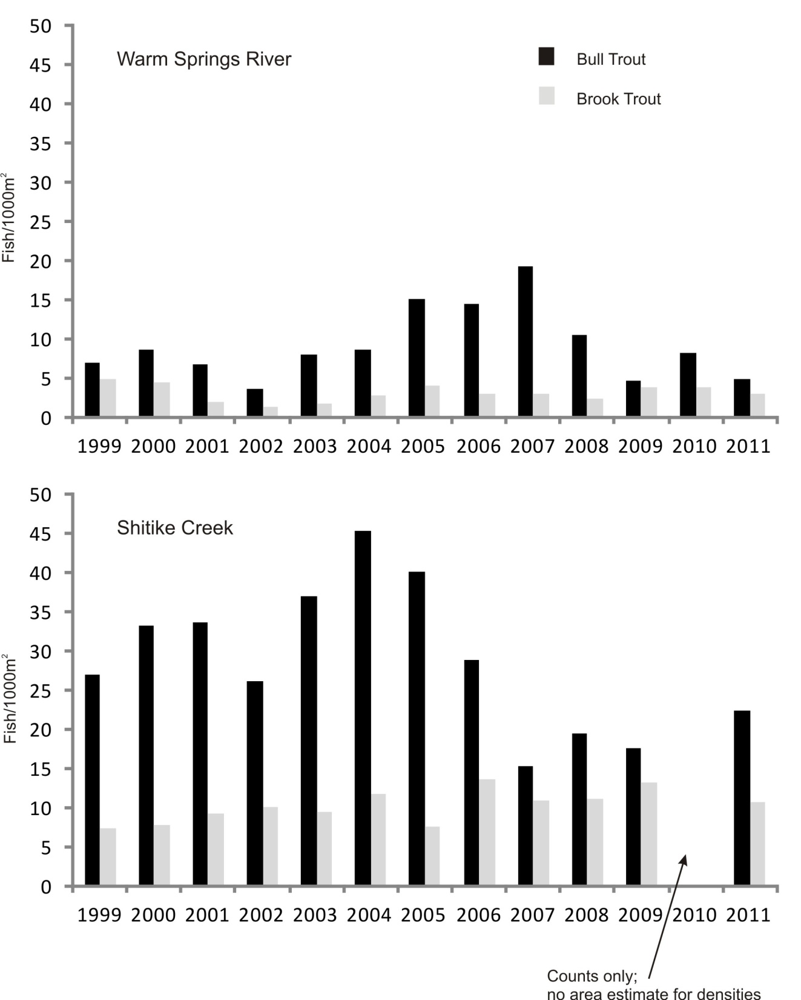 50
Warm Springs River
Bull Trout
45
Brook Trout
40
35
30
Fish/1000m²
25
20
15
10
5
0
1999 2000 2001 2002 2003 2004 2005 2006 2007 2008 2009 2010 2011
50
Shitike Creek
45
40
35
30
Fish/1000m²
25
20
15
10
5
0
1999 2000 2001 2002 2003 2004 2005 2006 2007 2008 2009 2010 2011
Counts only;
no area estimate for densities